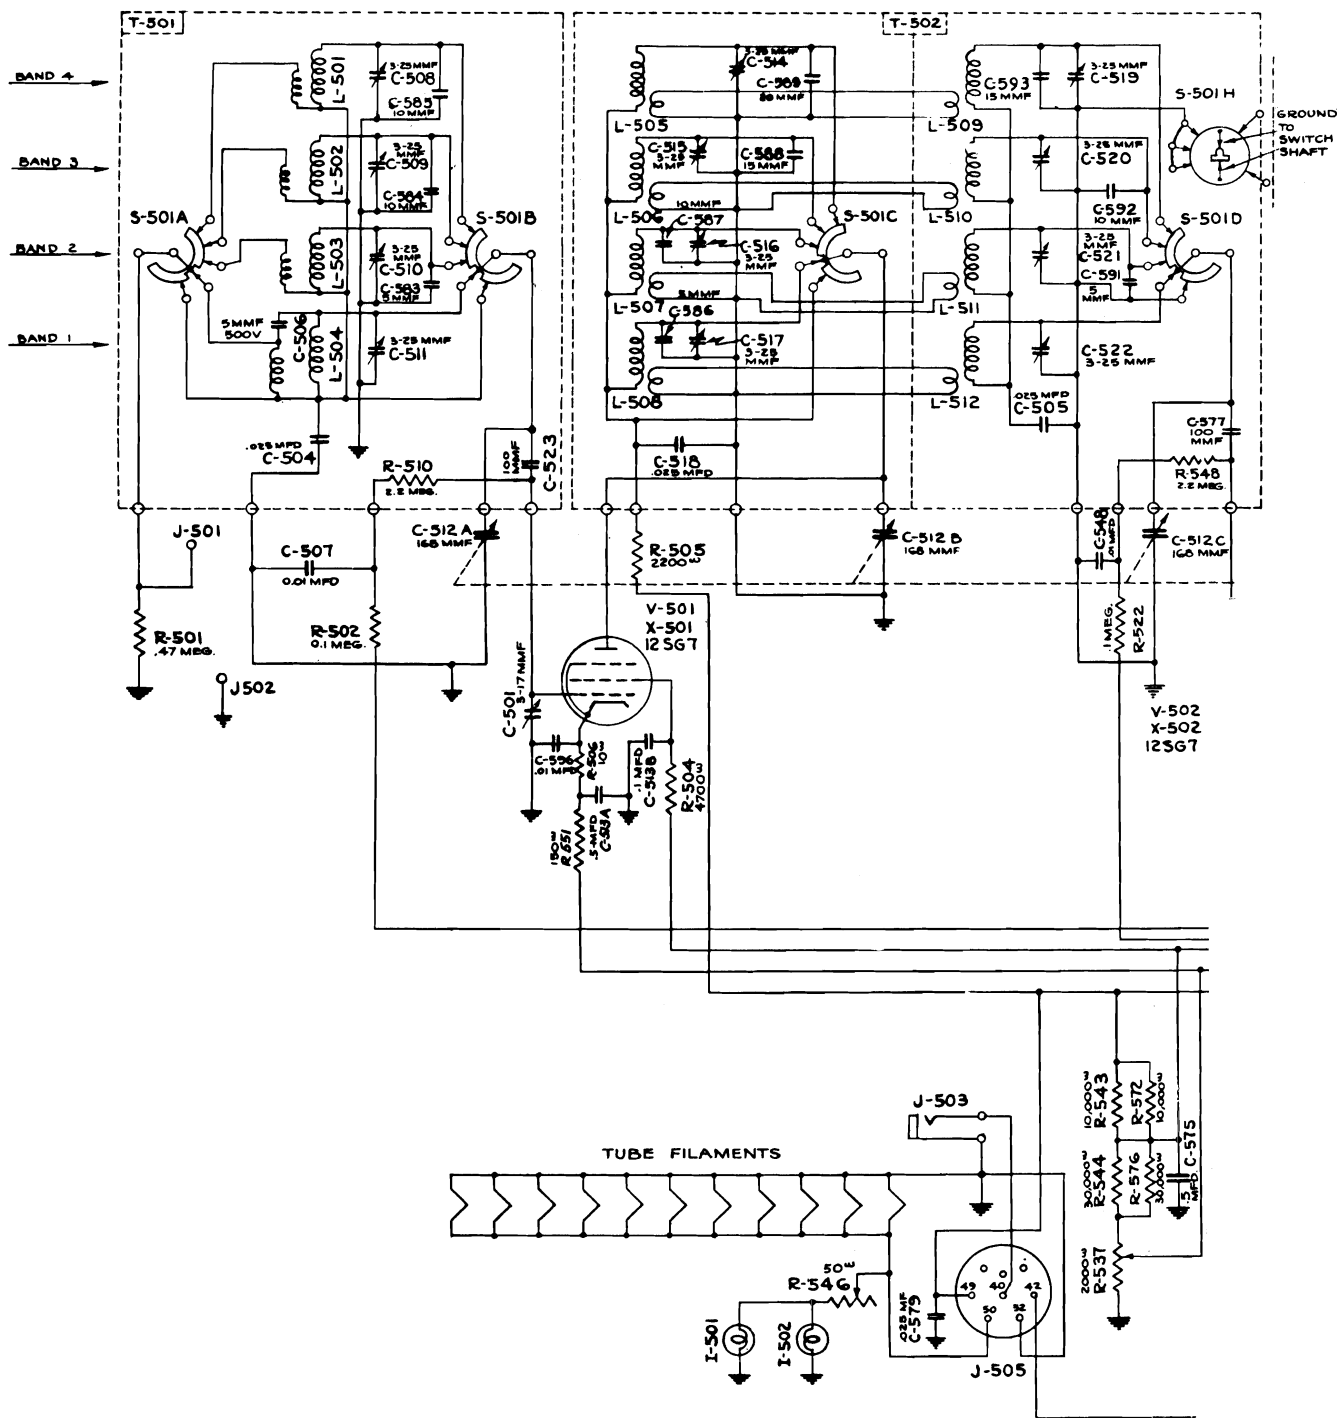 T-501
T-502
BAND 4
BAND 3
BAND 2
BAND 1
L-501
3-25 MMF
C-508
C-585
10 MMF
L-502
3-25
MMF
C-509
C-584
10 MMF
S-501A
S-501B
L-503
3-25
MMF
C-510
C-583
5 MMF
5 MMF
500V
C-506
L-504
3-25 MMF
C-511
.025 MFD
C-504
R-510
2.2 MEG.
100
MMF
C-523
3-25 MMF
C-514
C-589
20 MMF
L-505
L-509
C-515
3-25
MMF
C-588
15 MMF
L-506
10 MMF
C-587
S-501C
L-510
C-516
3-25
MMF
L-507
5 MMF
C-586
L-511
C-517
3-25
MMF
L-508
L-512
C-518
.025 MFD
C-593
15 MMF
3-25 MMF
C-519
S-501H
GROUND
TO
SWITCH
SHAFT
3-25 MMF
C-520
C-592
10 MMF
S-501D
3-25
MMF
C-521
C-591
5
MMF
C-522
3-25 MMF
.025 MFD
C-505
C-577
100
MMF
R-548
2.2 MEG.
J-501
C-507
0.01 MFD
C-512A
168 MMF
R-505
2200 ω
C-512 B
168 MMF
C-548
.01 MFD
C-512C
168 MMF
R-501
.47 MEG.
R-502
0.1 MEG.
V-501
X-501
12SG7
.1 MEG.
R-522
J502
C-501
3-17 MMF
V-502
X-502
12SG7
C-596
.01 MFD
R-506
10 ω
.1 MFD
C-513B
R-504
4700 ω
150 ω
R551
.5-MFD
C-513A
J-503
TUBE FILAMENTS
10,000 ω
R-543
R-572
10,000 ω
30,000 ω
R-544
R-576
30,000 ω
.5 MFD.
C-575
2000 ω
R-537
50 ω
R-546
49
40
42
50
52
I-501
I-502
.025 MF
C-579
J-505